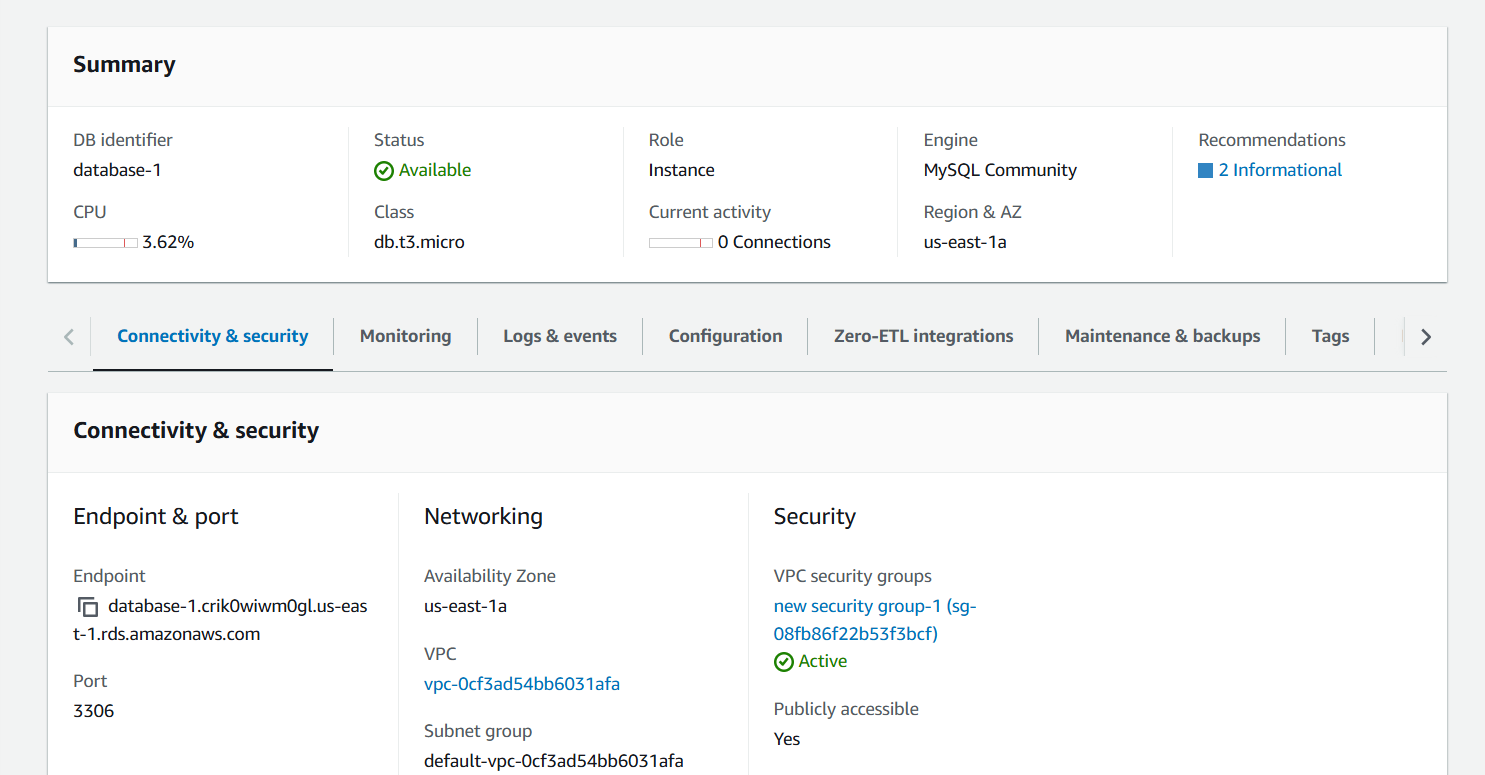 Summary
DB identifier
database-1
Status
Available
Role
Instance
Engine
MySQL Community
Recommendations
2 Informational
CPU
3.62%
Class
db.t3.micro
Current activity
0 Connections
Region & AZ
us-east-1a
Connectivity & security
Monitoring
Logs & events
Configuration
Zero-ETL integrations
Maintenance & backups
Tags
Connectivity & security
Endpoint & port
Endpoint
database-1.crik0wiwm0gl.us-eas
t-1.rds.amazonaws.com
Port
3306
Networking
Availability Zone
us-east-1a
VPC
vpc-0cf3ad54bb6031afa
Subnet group
default-vpc-0cf3ad54bb6031afa
Security
VPC security groups
new security group-1 (sg-
08fb86f22b53f3bcf)
Active
Publicly accessible
Yes